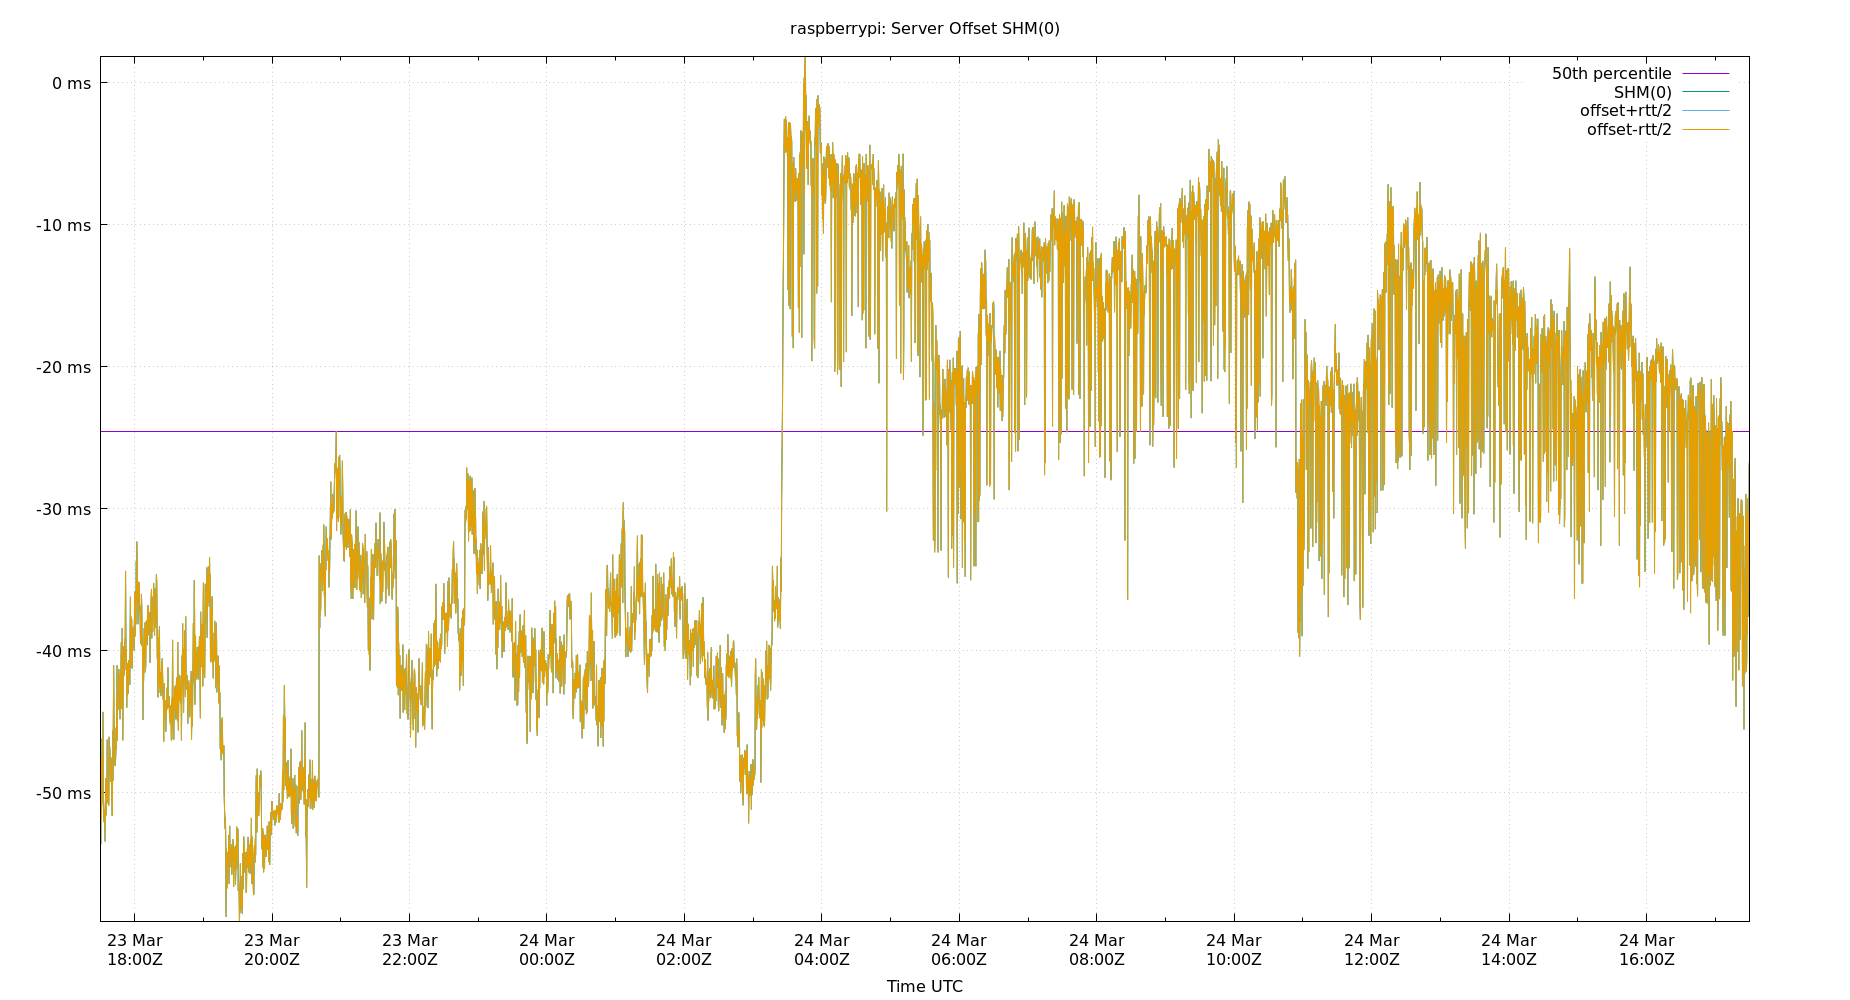 raspberrypi: Server Offset SHM(0)
50th percentile
SHM(0)
offset+rtt/2
offset-rtt/2
0 ms
-10 ms
-20 ms
-30 ms
-40 ms
-50 ms
23 Mar 23 Mar 23 Mar 24 Mar 24 Mar 24 Mar 24 Mar 24 Mar 24 Mar 24 Mar 24 Mar 24 Mar
18:00Z 20:00Z 22:00Z 00:00Z 02:00Z 04:00Z 06:00Z 08:00Z 10:00Z 12:00Z 14:00Z 16:00Z
Time UTC